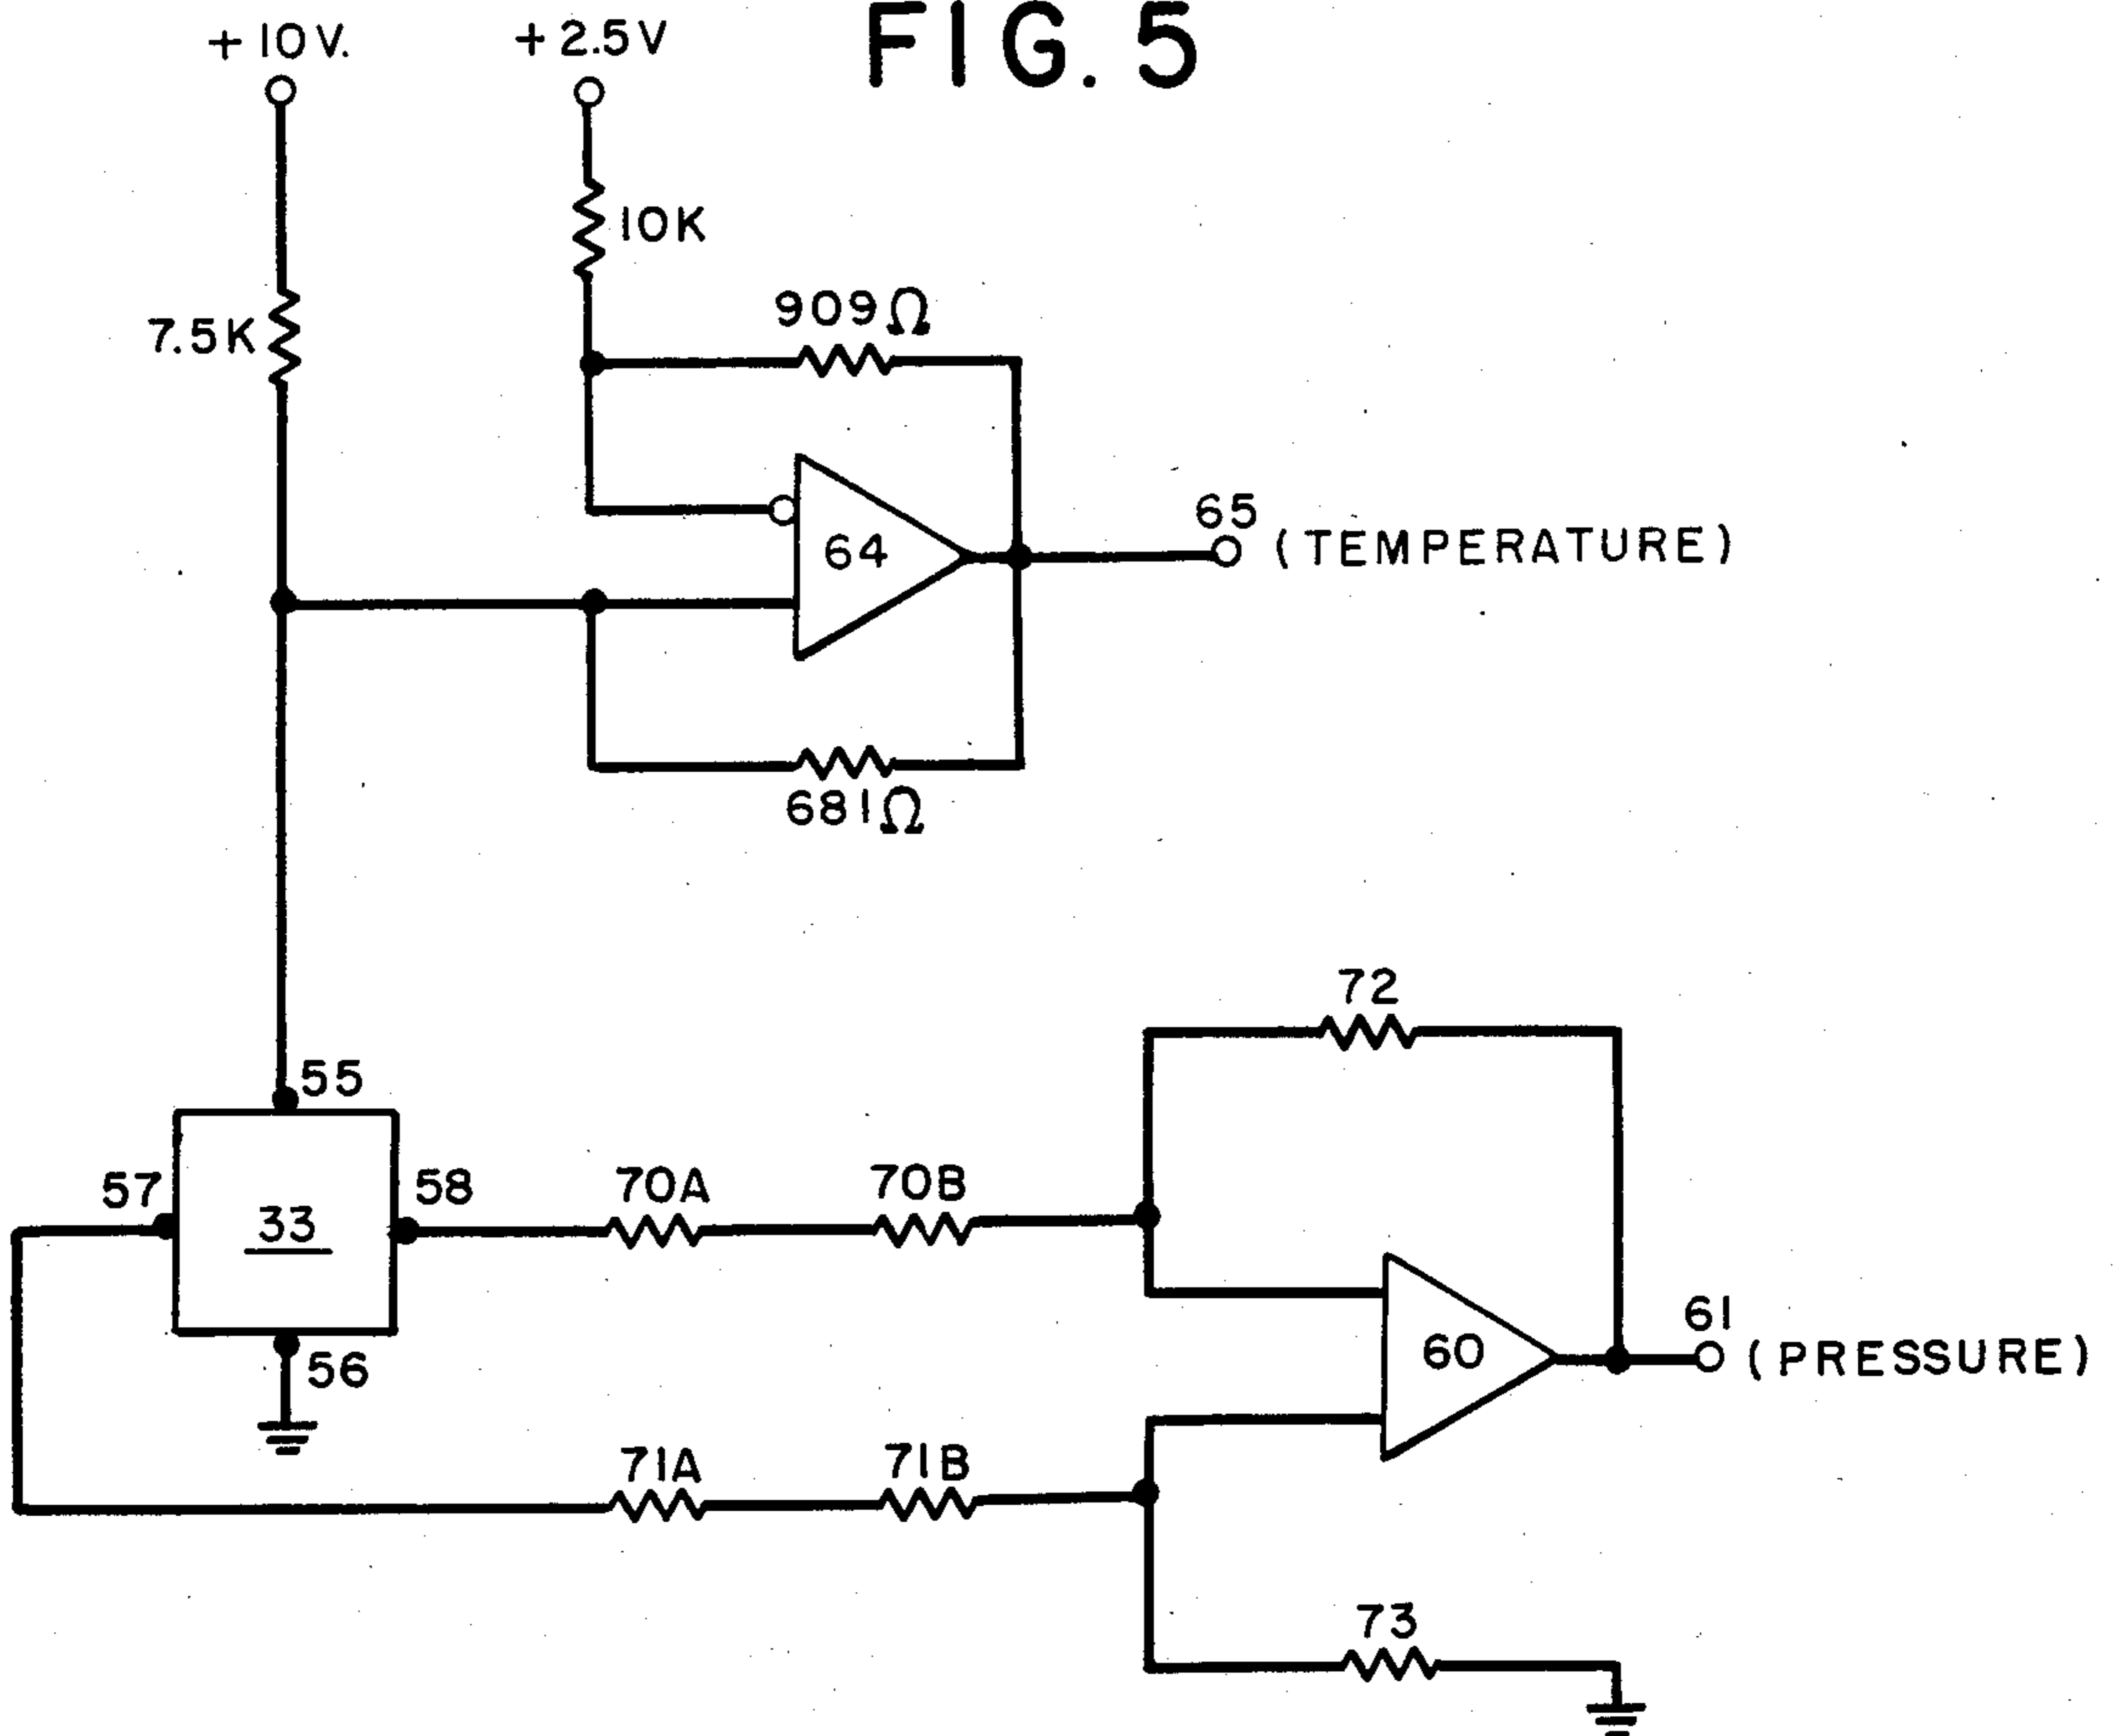 FIG. 5
+10V.
+2.5V
10K
7.5K
909Ω
64
65
(TEMPERATURE)
681Ω
72
55
57
33
58
70A
70B
56
60
61
(PRESSURE)
71A
71B
73